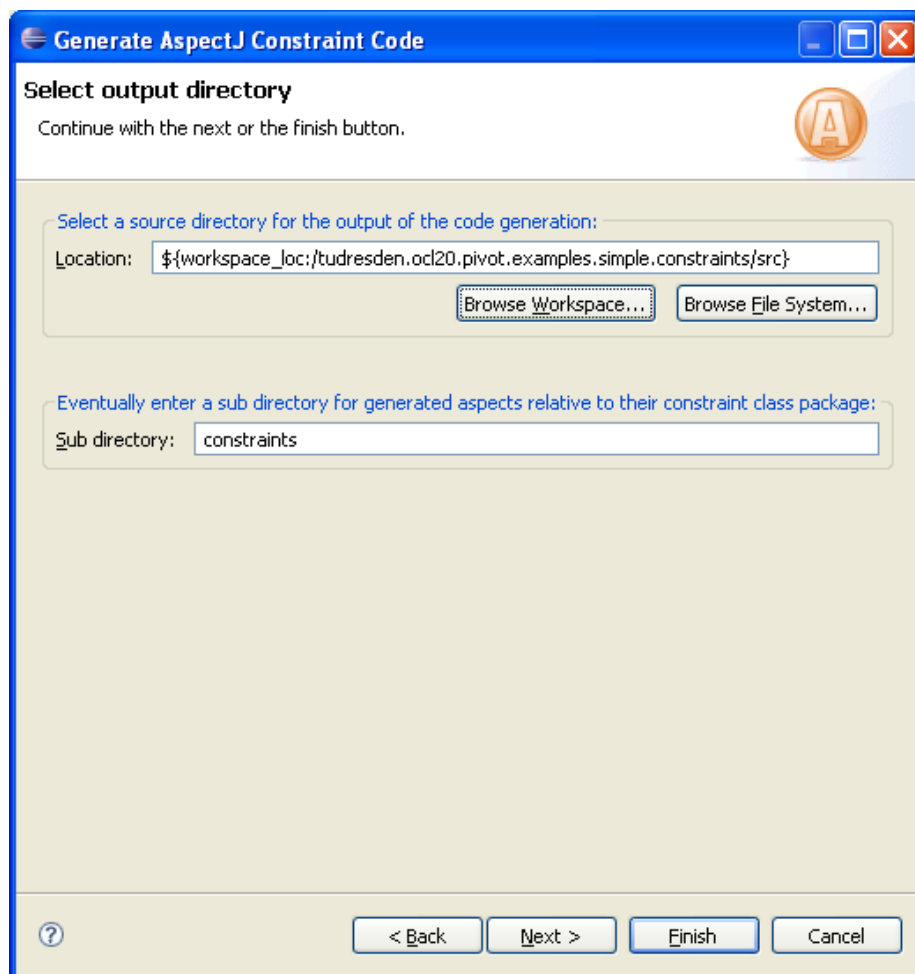 Generate AspectJ Constraint Code
Select output directory
Continue with the next or the finish button.
A
Select a source directory for the output of the code generation:
Location: ${workspace_loc:/tudresden.ocl20.pivot.examples.simple.constraints/src}
Browse Workspace... Browse File System...
Eventually enter a sub directory for generated aspects relative to their constraint class package:
Sub directory: constraints
? < Back Next > Finish Cancel